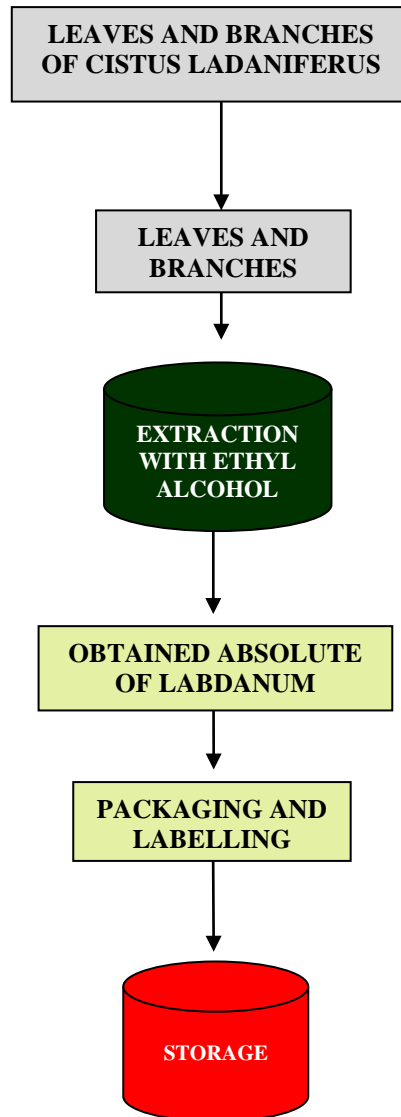 LEAVES AND BRANCHES
OF CISTUS LADANIFERUS
LEAVES AND
BRANCHES
EXTRACTION
WITH ETHYL
ALCOHOL
OBTAINED ABSOLUTE
OF LABDANUM
PACKAGING AND
LABELLING
STORAGE